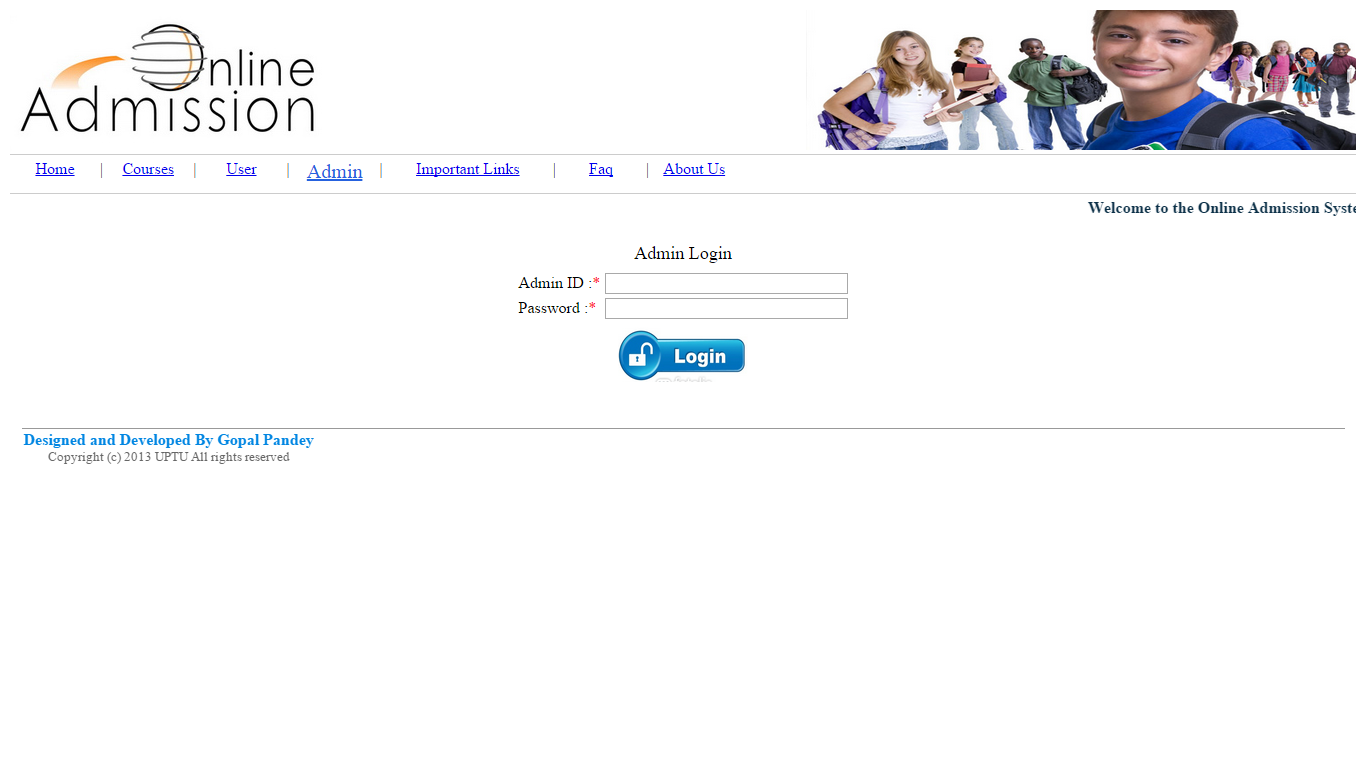 Online
Admission
Home | Courses | User | Admin | Important Links | Faq | About Us
Welcome to the Online Admission Syste
Admin Login
Admin ID :*
Password :*
Login
Designed and Developed By Gopal Pandey
Copyright (c) 2013 UPTU All rights reserved